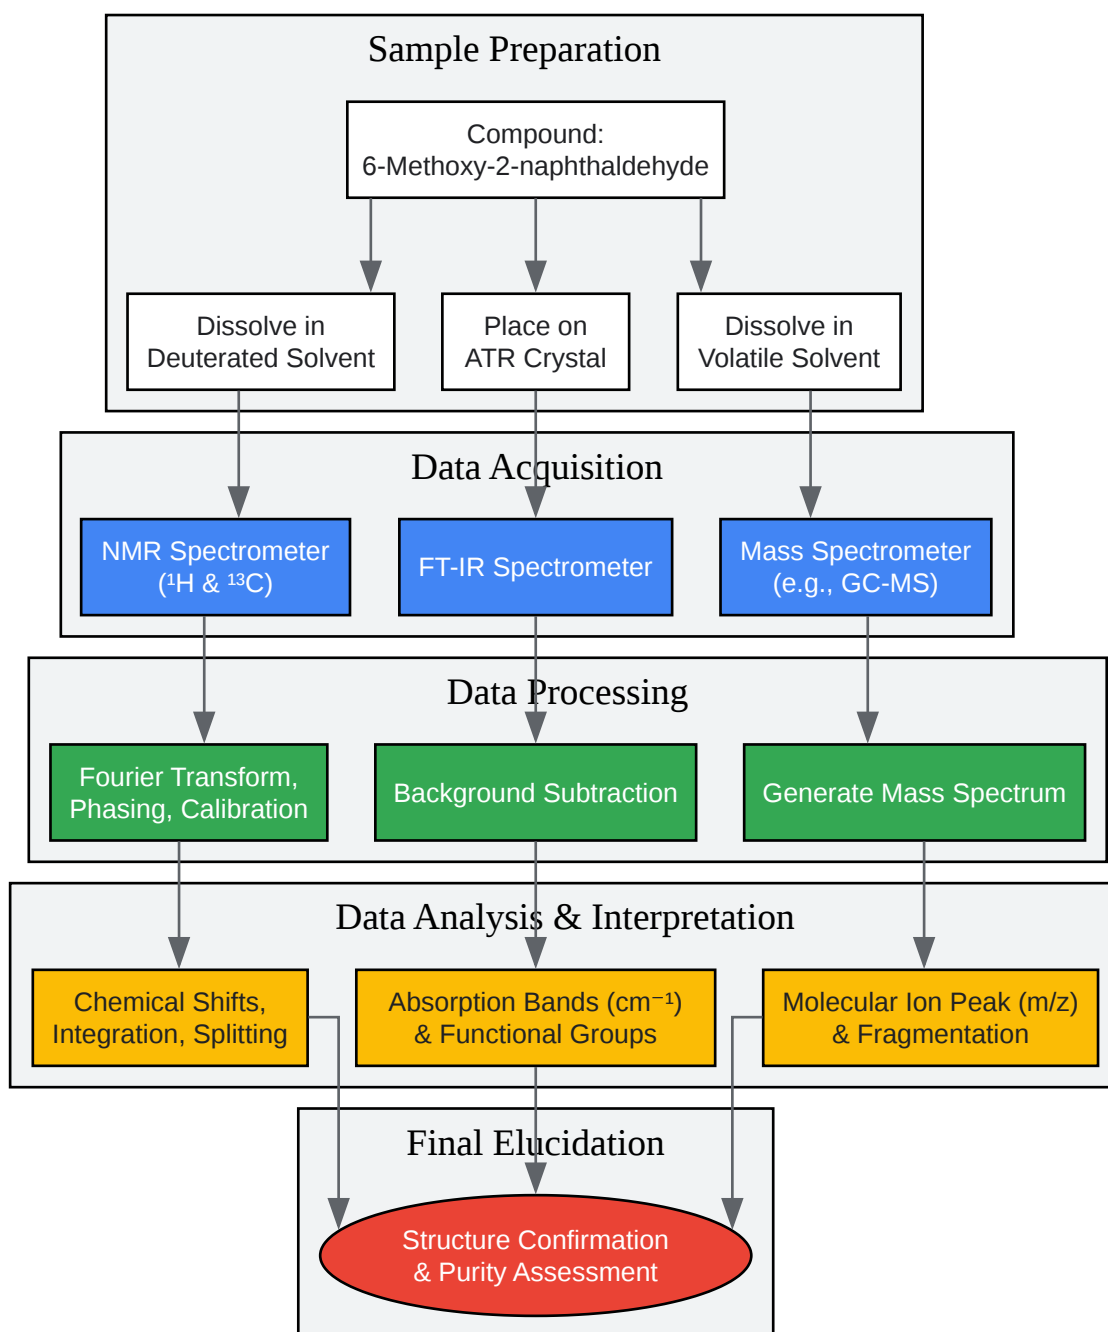 Sample Preparation
Compound:
6-Methoxy-2-naphthaldehyde
Dissolve in
Deuterated Solvent
Place on
ATR Crystal
Dissolve in
Volatile Solvent
Data Acquisition
NMR Spectrometer
(¹H & ¹³C)
FT-IR Spectrometer
Mass Spectrometer
(e.g., GC-MS)
Data Processing
Fourier Transform,
Phasing, Calibration
Background Subtraction
Generate Mass Spectrum
Data Analysis & Interpretation
Chemical Shifts,
Integration, Splitting
Absorption Bands (cm⁻¹)
& Functional Groups
Molecular Ion Peak (m/z)
& Fragmentation
Final Elucidation
Structure Confirmation
& Purity Assessment